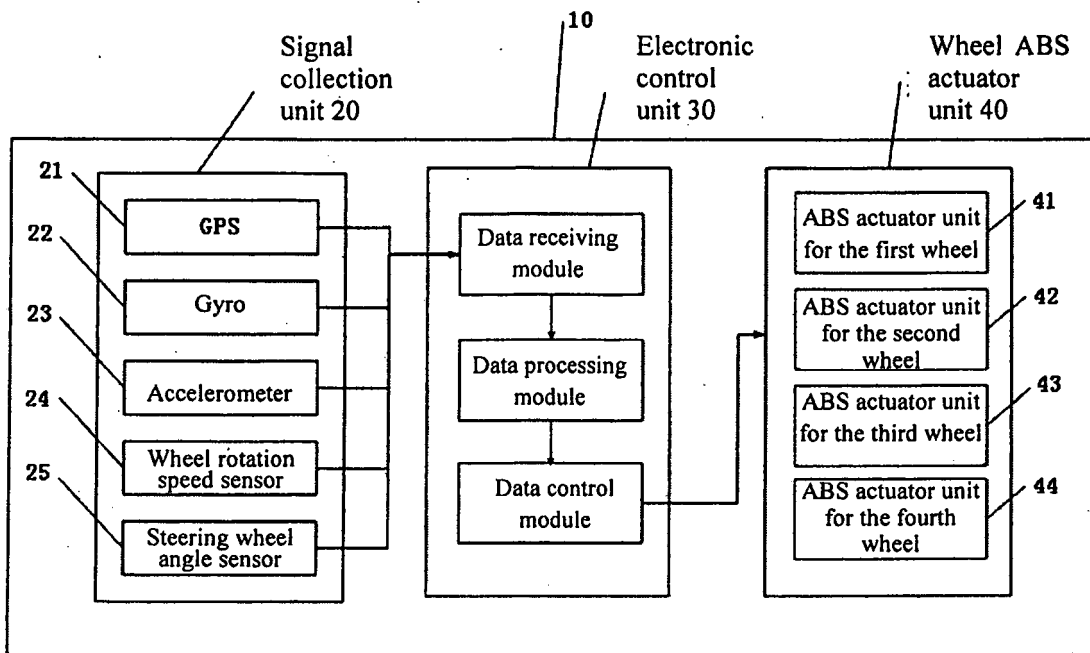 10
Signal
collection
unit 20
Electronic
control
unit 30
Wheel ABS
actuator
unit 40
21
GPS
22
Gyro
23
Accelerometer
24
Wheel rotation
speed sensor
25
Steering wheel
angle sensor
Data receiving
module
Data processing
module
Data control
module
ABS actuator unit
for the first wheel
41
ABS actuator unit
for the second
wheel
42
ABS actuator unit
for the third wheel
43
ABS actuator unit
for the fourth
wheel
44